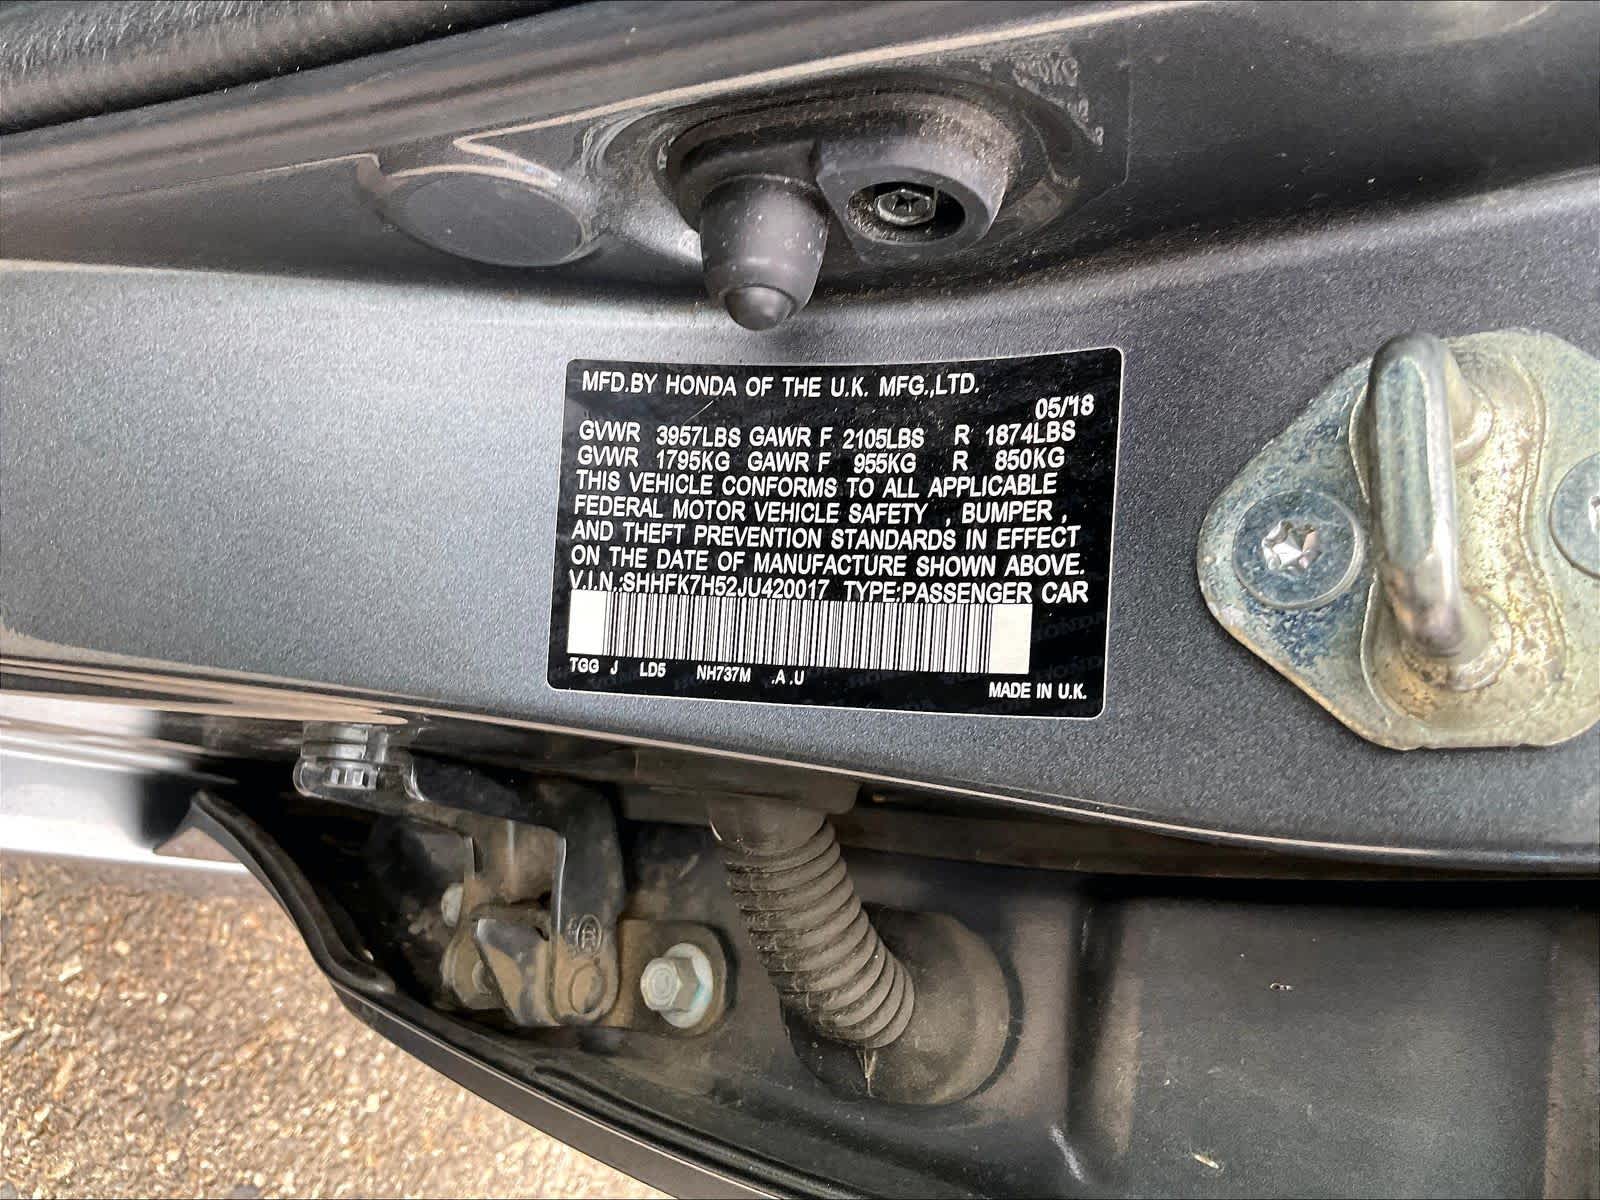 MFD.BY HONDA OF THE U.K. MFG.,LTD.
05/18
GVWR 3957LBS GAWR F 2105LBS R 1874LBS
GVWR 1795KG GAWR F 955KG R 850KG
THIS VEHICLE CONFORMS TO ALL APPLICABLE
FEDERAL MOTOR VEHICLE SAFETY , BUMPER ,
AND THEFT PREVENTION STANDARDS IN EFFECT
ON THE DATE OF MANUFACTURE SHOWN ABOVE.
V.I.N.:SHHFK7H52JU420017 TYPE:PASSENGER CAR
TGG J LD5 NH737M .A .U
MADE IN U.K.